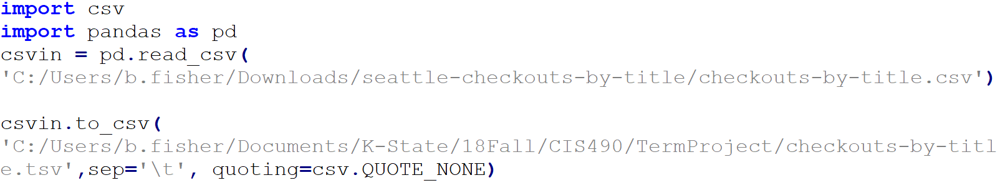 import csv
import pandas as pd
csvin = pd.read_csv(
'C:/Users/b.fisher/Downloads/seattle-checkouts-by-title/checkouts-by-title.csv')
csvin.to_csv(
'C:/Users/b.fisher/Documents/K-State/18Fall/CIS490/TermProject/checkouts-by-titl
e.tsv',sep='\t', quoting=csv.QUOTE_NONE)